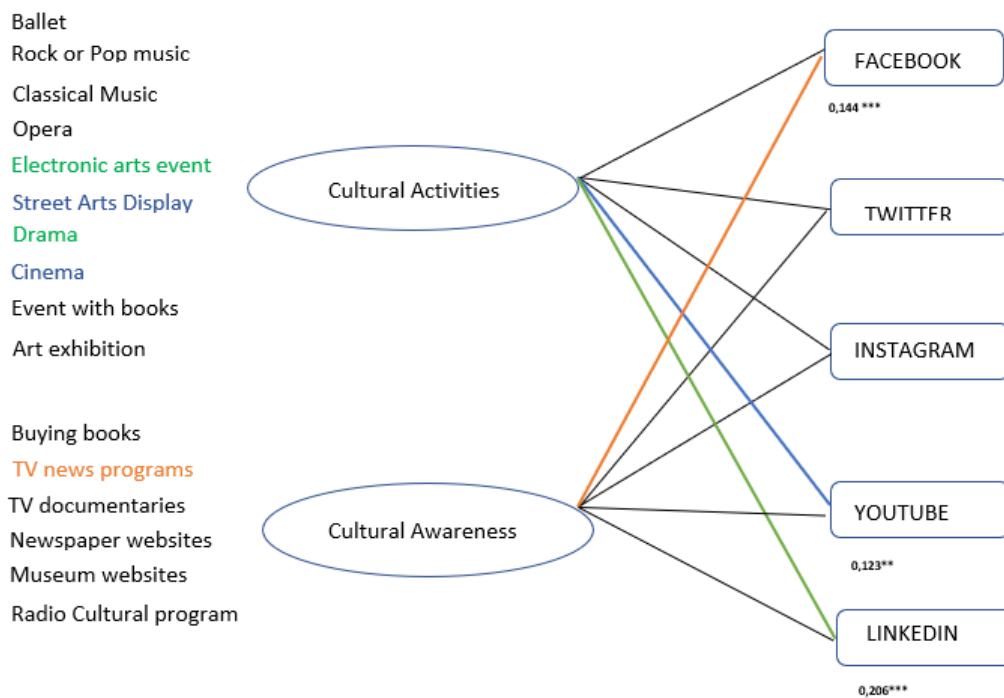 Ballet
Rock or Pop music
Classical Music
Opera
Electronic arts event
Street Arts Display
Drama
Cinema
Event with books
Art exhibition
Buying books
TV news programs
TV documentaries
Newspaper websites
Museum websites
Radio Cultural program
Cultural Activities
Cultural Awareness
FACEBOOK
0,144 ***
TWITTER
INSTAGRAM
YOUTUBE
0,123**
LINKEDIN
0,206***